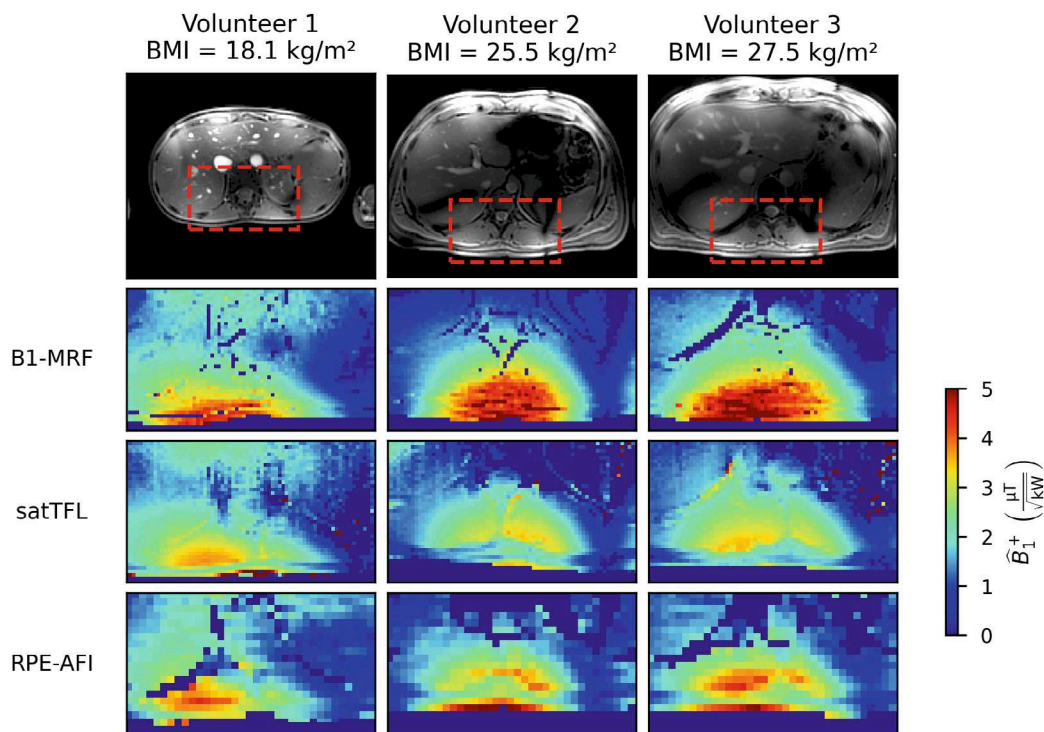 Volunteer 1
BMI = 18.1 kg/m²
Volunteer 2
BMI = 25.5 kg/m²
Volunteer 3
BMI = 27.5 kg/m²
B1-MRF
satTFL
RPE-AFI
5
4
3
2
1
0
B̂₁⁺ (μT/√kW)